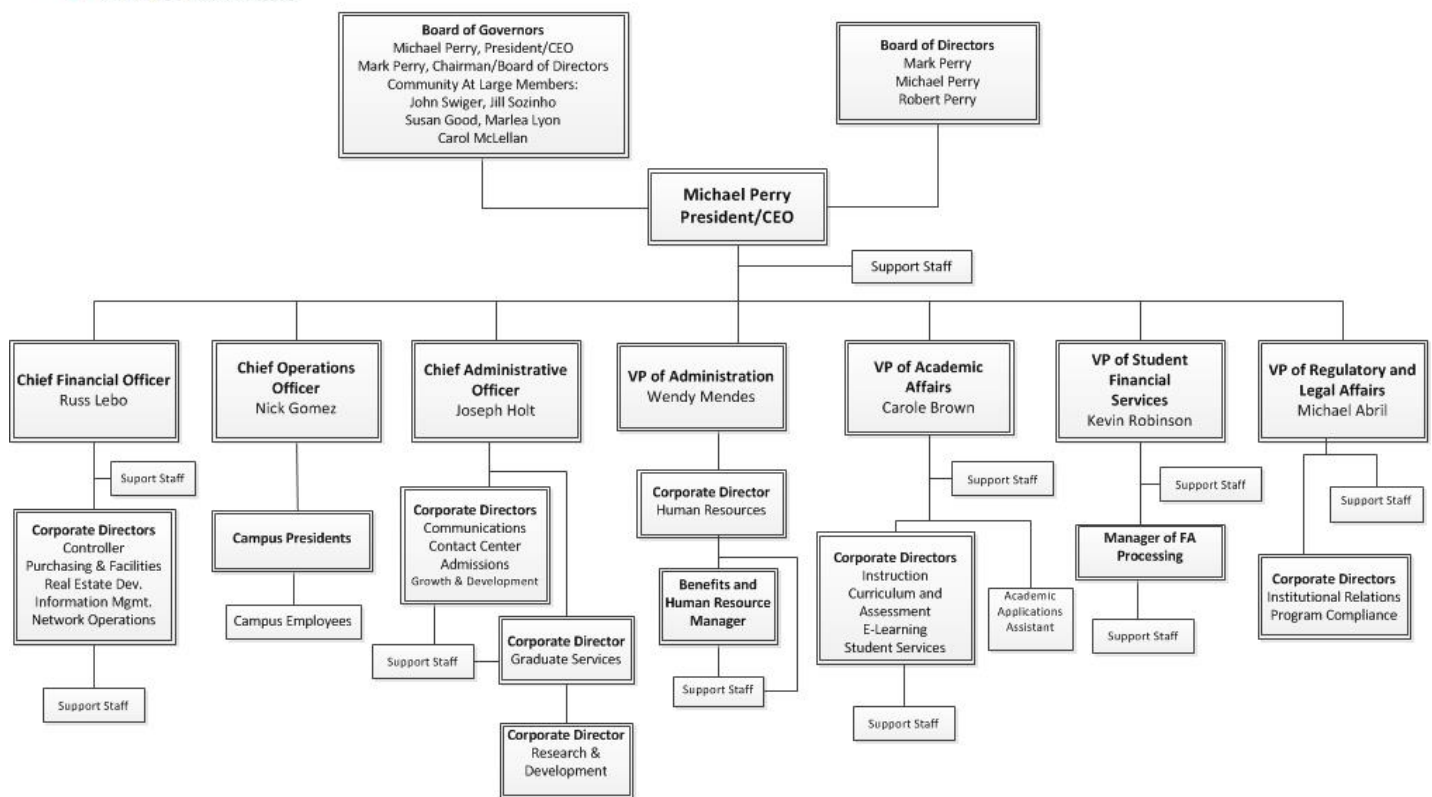 Board of Governors
Michael Perry, President/CEO
Mark Perry, Chairman/Board of Directors
Community At Large Members:
John Swiger, Jill Sozinho
Susan Good, Marlea Lyon
Carol McLellan
Board of Directors
Mark Perry
Michael Perry
Robert Perry
Michael Perry
President/CEO
Support Staff
Chief Financial Officer
Russ Lebo
Chief Operations
Officer
Nick Gomez
Chief Administrative
Officer
Joseph Holt
VP of Administration
Wendy Mendes
VP of Academic
Affairs
Carole Brown
VP of Student
Financial
Services
Kevin Robinson
VP of Regulatory and
Legal Affairs
Michael Abril
Suport Staff
Corporate Directors
Controller
Purchasing & Facilities
Real Estate Dev.
Information Mgmt.
Network Operations
Support Staff
Campus Presidents
Campus Employees
Corporate Directors
Communications
Contact Center
Admissions
Growth & Development
Support Staff
Corporate Director
Graduate Services
Corporate Director
Research &
Development
Corporate Director
Human Resources
Benefits and
Human Resource
Manager
Support Staff
Support Staff
Corporate Directors
Instruction
Curriculum and
Assessment
E-Learning
Student Services
Academic
Applications
Assistant
Support Staff
Support Staff
Manager of FA
Processing
Support Staff
Support Staff
Corporate Directors
Institutional Relations
Program Compliance